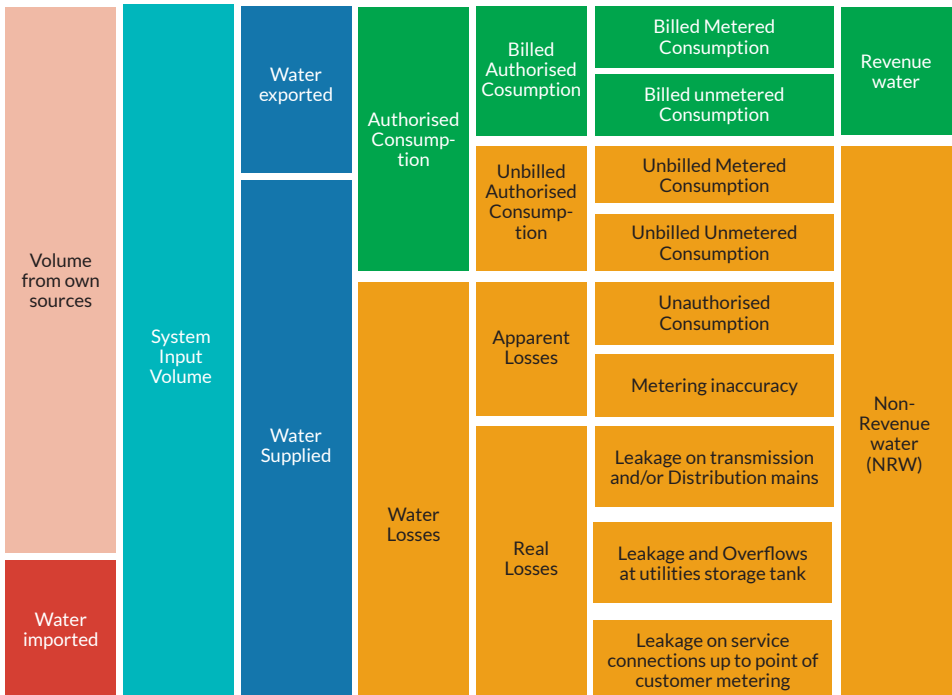 Volume
from own
sources
Water
imported
System
Input
Volume
Water
exported
Water
Supplied
Authorised
Consump-
tion
Water
Losses
Billed
Authorised
Cosumption
Unbilled
Authorised
Consump-
tion
Apparent
Losses
Real
Losses
Billed Metered
Consumption
Billed unmetered
Consumption
Unbilled Metered
Consumption
Unbilled Unmetered
Consumption
Unauthorised
Consumption
Metering inaccuracy
Leakage on transmission
and/or Distribution mains
Leakage and Overflows
at utilities storage tank
Leakage on service
connections up to point of
customer metering
Revenue
water
Non-
Revenue
water
(NRW)